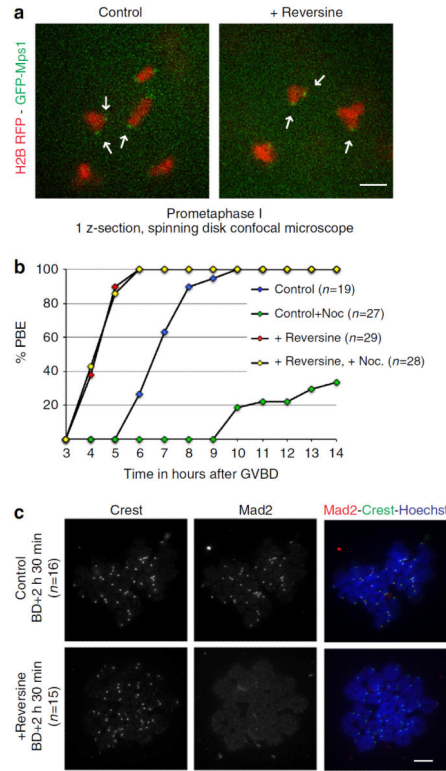 a
Control
+ Reversine
H2B RFP - GFP-Mps1
Prometaphase I
1 z-section, spinning disk confocal microscope
b
% PBE
100
80
60
40
20
Control (n=19)
Control+Noc (n=27)
+ Reversine (n=29)
+ Reversine, + Noc. (n=28)
3 4 5 6 7 8 9 10 11 12 13 14
Time in hours after GVBD
c
Crest
Mad2
Mad2-Crest-Hoechst
Control
BD+2 h 30 min
(n=16)
+Reversine
BD+2 h 30 min
(n=15)